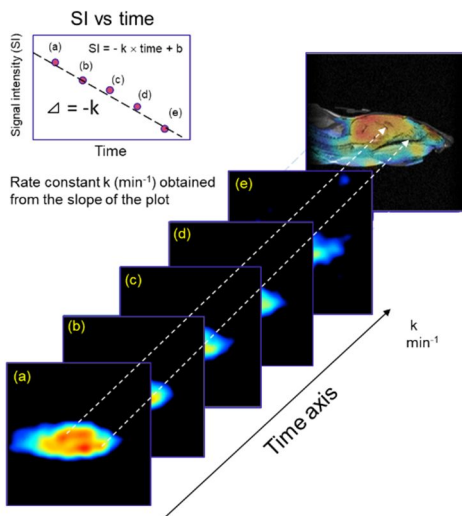 SI vs time
Signal intensity (SI)
(a)
SI = - k × time + b
(b)
(c)
(d)
⊿ = -k
(e)
Time
Rate constant k (min⁻¹) obtained
from the slope of the plot
(e)
(d)
(c)
(b)
(a)
k
min⁻¹
Time axis